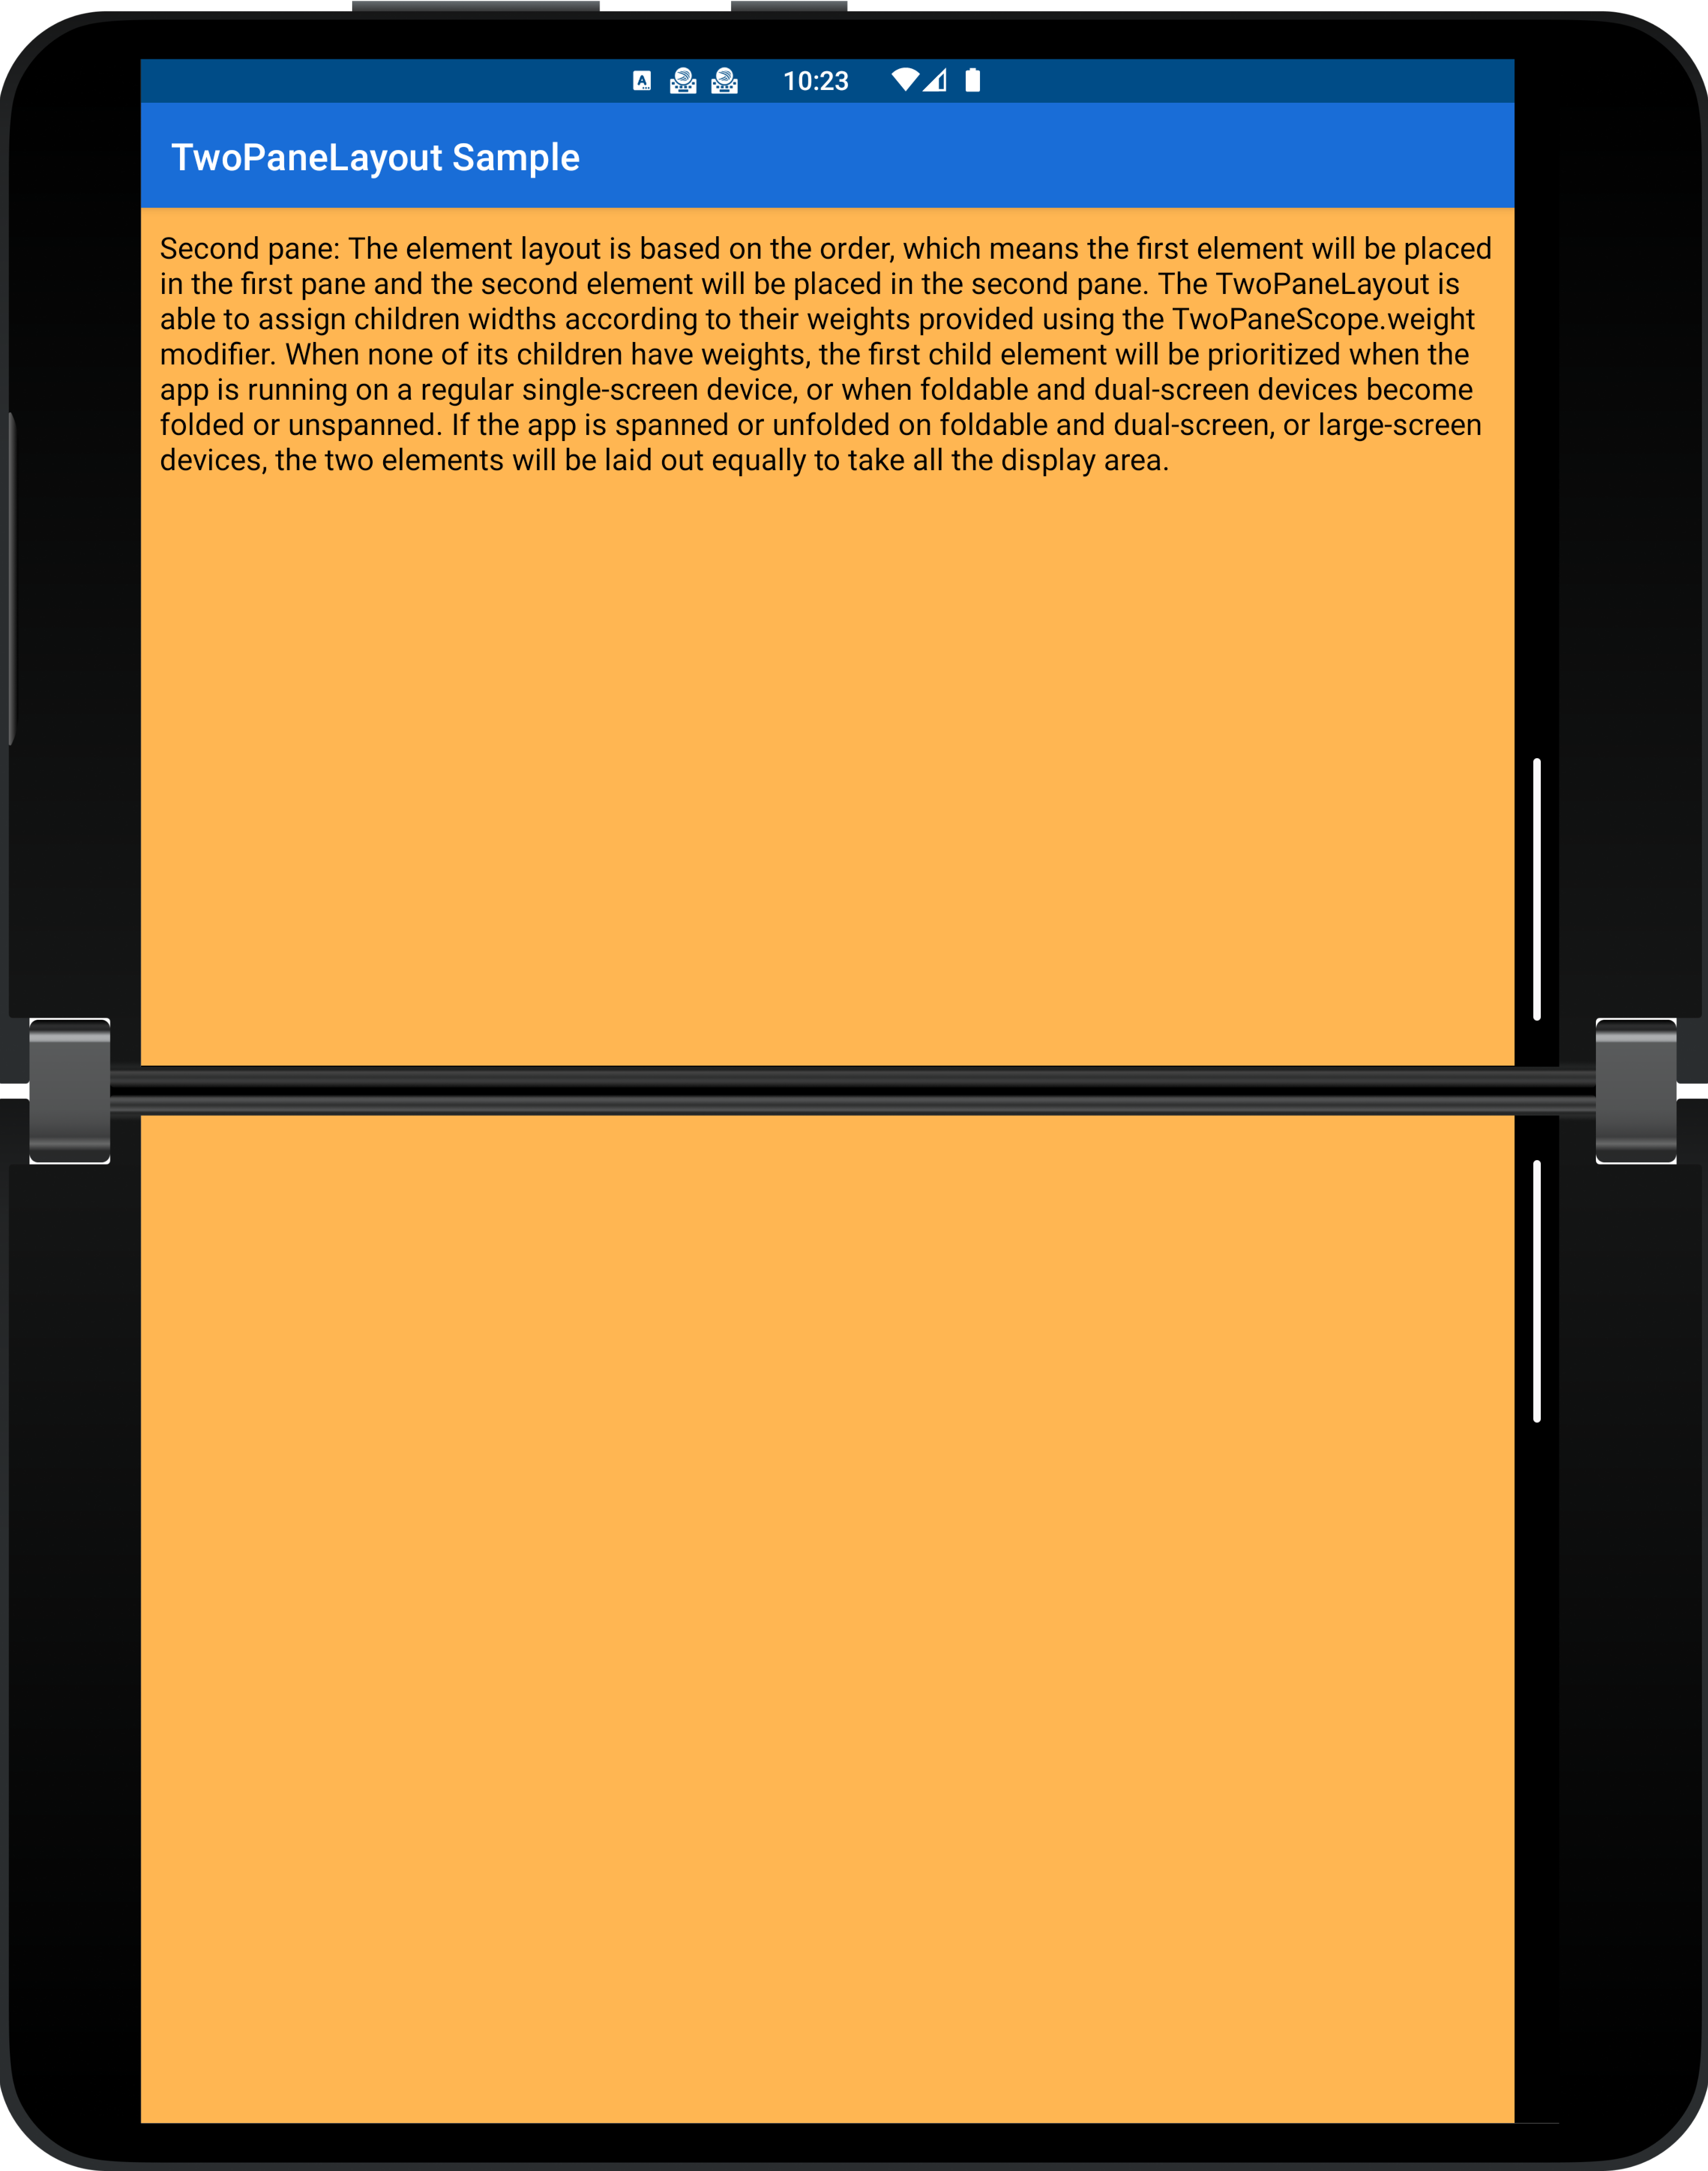 10:23
TwoPaneLayout Sample
Second pane: The element layout is based on the order, which means the first element will be placed
in the first pane and the second element will be placed in the second pane. The TwoPaneLayout is
able to assign children widths according to their weights provided using the TwoPaneScope.weight
modifier. When none of its children have weights, the first child element will be prioritized when the
app is running on a regular single-screen device, or when foldable and dual-screen devices become
folded or unspanned. If the app is spanned or unfolded on foldable and dual-screen, or large-screen
devices, the two elements will be laid out equally to take all the display area.